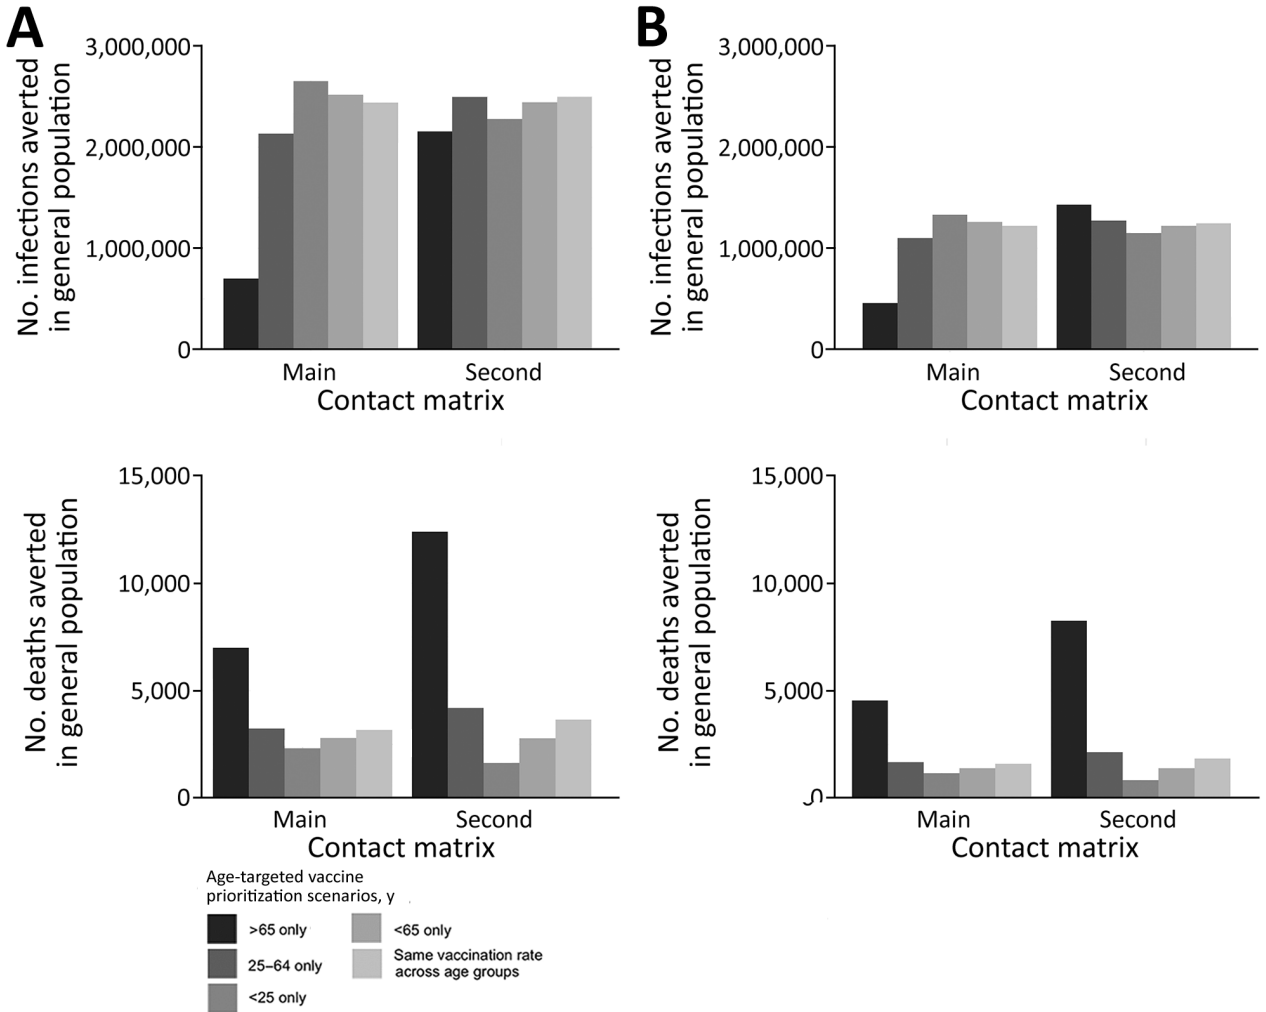 A
No. infections averted
in general population
3,000,000
2,000,000
1,000,000
0
Main
Second
Contact matrix
B
No. infections averted
in general population
3,000,000
2,000,000
1,000,000
0
Main
Second
Contact matrix
No. deaths averted
in general population
15,000
10,000
5,000
0
Main
Second
Contact matrix
No. deaths averted
in general population
15,000
10,000
5,000
0
Main
Second
Contact matrix
Age-targeted vaccine
prioritization scenarios, y
>65 only
25–64 only
<25 only
<65 only
Same vaccination rate
across age groups